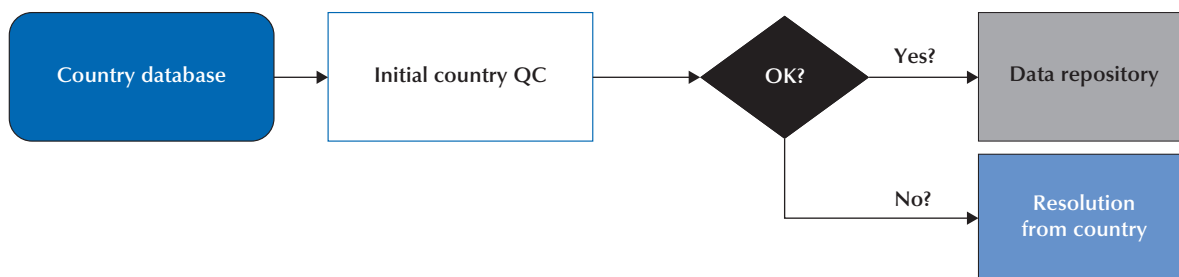 Country database
Initial country QC
OK?
Yes?
Data repository
No?
Resolution
from country